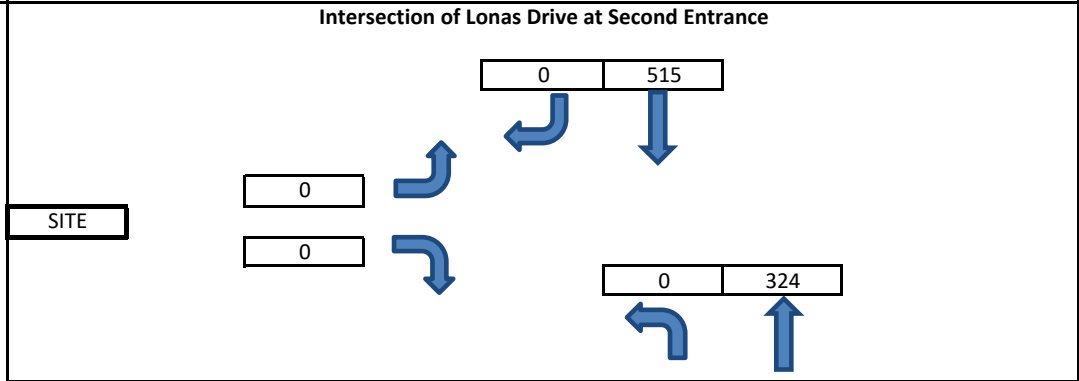 Intersection of Lonas Drive at Second Entrance
0 515
0
SITE
0
0 324